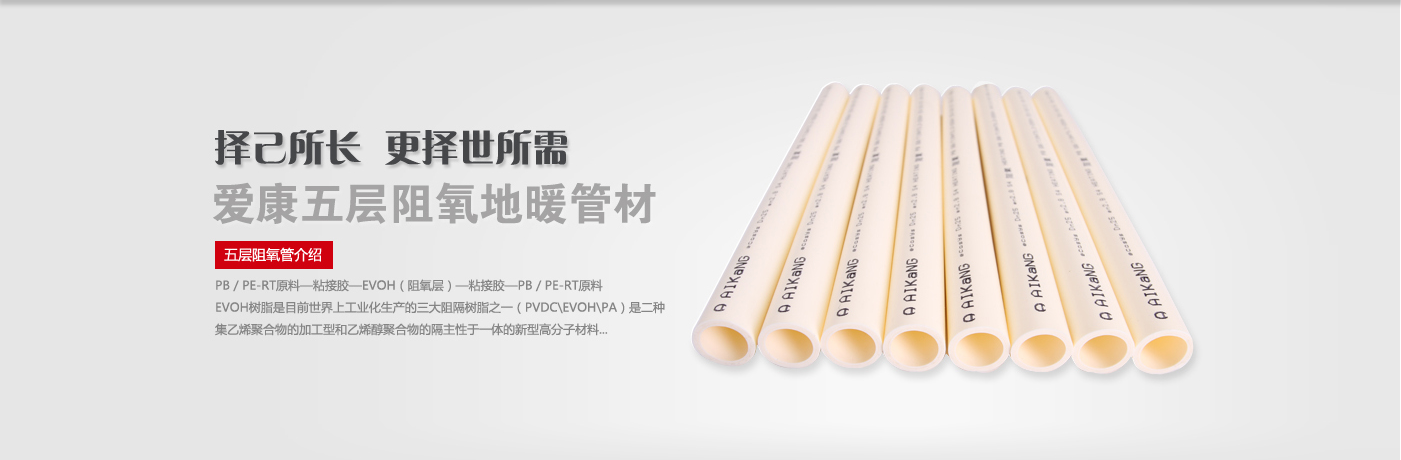 择己所长 更择世所需
爱康五层阻氧地暖管材
五层阻氧管介绍
PB / PE-RT原料—粘接胶—EVOH（阻氧层）—粘接胶—PB / PE-RT原料
EVOH树脂是目前世界上工业化生产的三大阻隔树脂之一（PVDC\EVOH\PA）是二种
集乙烯聚合物的加工型和乙烯醇聚合物的隔主性于一体的新型高分子材料...
AIKaNG
AIKaNG
AIKaNG
AIKaNG
AIKaNG
AIKaNG
AIKaNG
AIKaNG